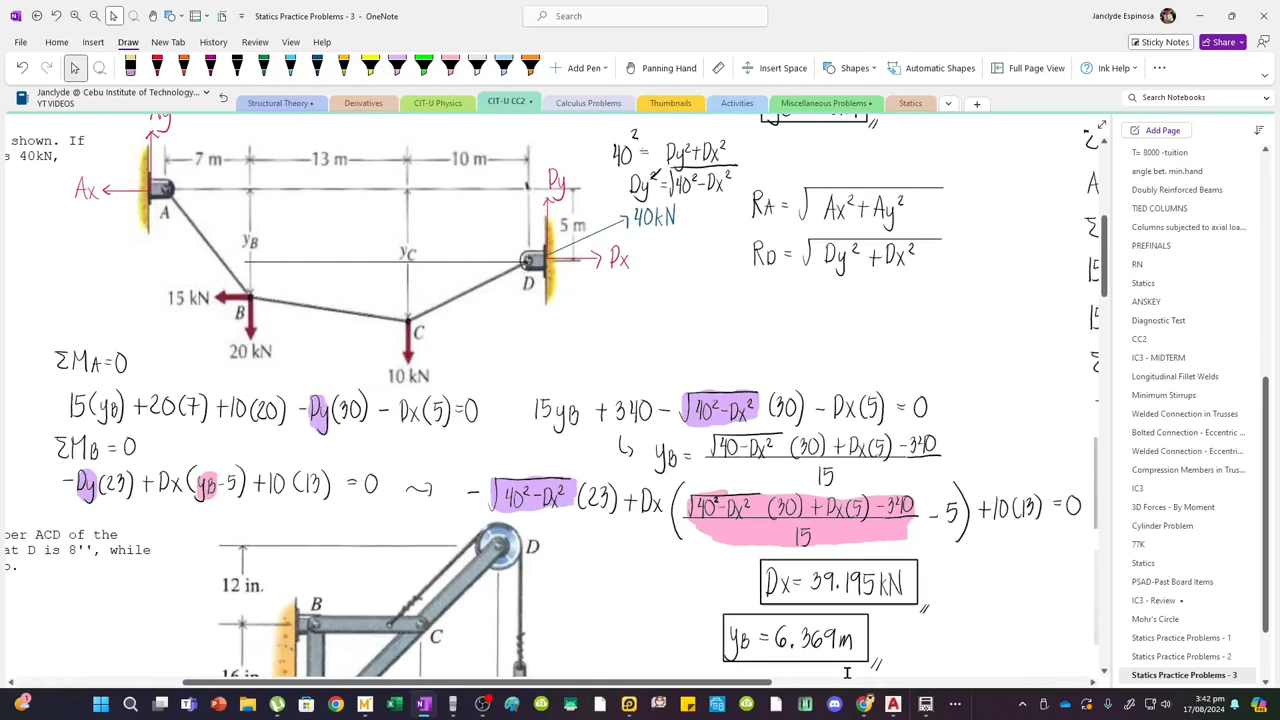 Statics Practice Problems - 3 - OneNote
Search
Janclyde Espinosa
File Home Insert Draw New Tab History Review View Help
Sticky Notes
Share
Add Pen
Panning Hand
Insert Space
Shapes
Automatic Shapes
Full Page View
Ink Help
Janclyde @ Cebu Institute of Technology...
YT VIDEOS
Structural Theory
Derivatives
CIT-U Physics
CIT-U CC2
Calculus Problems
Thumbnails
Activities
Miscellaneous Problems
Statics
Search Notebooks
Add Page
T= 8000 -tuition
angle bet. min.hand
Doubly Reinforced Beams
TIED COLUMNS
Columns subjected to axial loa...
PREFINALS
RN
Statics
ANSKEY
Diagnostic Test
CC2
IC3 - MIDTERM
Longitudinal Fillet Welds
Minimum Stirrups
Welded Connection in Trusses
Bolted Connection - Eccentric ...
Welded Connection - Eccentri...
Compression Members in Trus...
IC3
3D Forces - By Moment
Cylinder Problem
77K
Statics
PSAD-Past Board Items
IC3 - Review
Mohr's Circle
Statics Practice Problems - 1
Statics Practice Problems - 2
Statics Practice Problems - 3
shown. If
s 40kN,
7 m
13 m
10 m
Ax
A
yB
yC
5 m
Dy
40kN
Dx
D
15 kN
B
20 kN
C
10 kN
40² = Dy²+Dx²
Dy = √40²-Dx²
RA = √Ax²+Ay²
RD = √Dy²+Dx²
ΣMA=0
15(yB) +20(7) +10(20) -Dy(30) - Dx(5)=0
ΣMB=0
-Dy(23) + Dx(yB-5) +10(13) =0
15yB +340 - √40²-Dx² (30) - Dx(5) = 0
yB = √40-Dx² (30) + Dx(5) -340
15
- √40²-Dx² (23) + Dx (√40²-Dx² (30) + Dx(5) -340 - 5) +10(13) =0
15
Dx= 39.195kN
yB = 6.369m
ber ACD of the
at D is 8'', while
o.
12 in.
B
C
D
16 in.
3:42 pm
17/08/2024